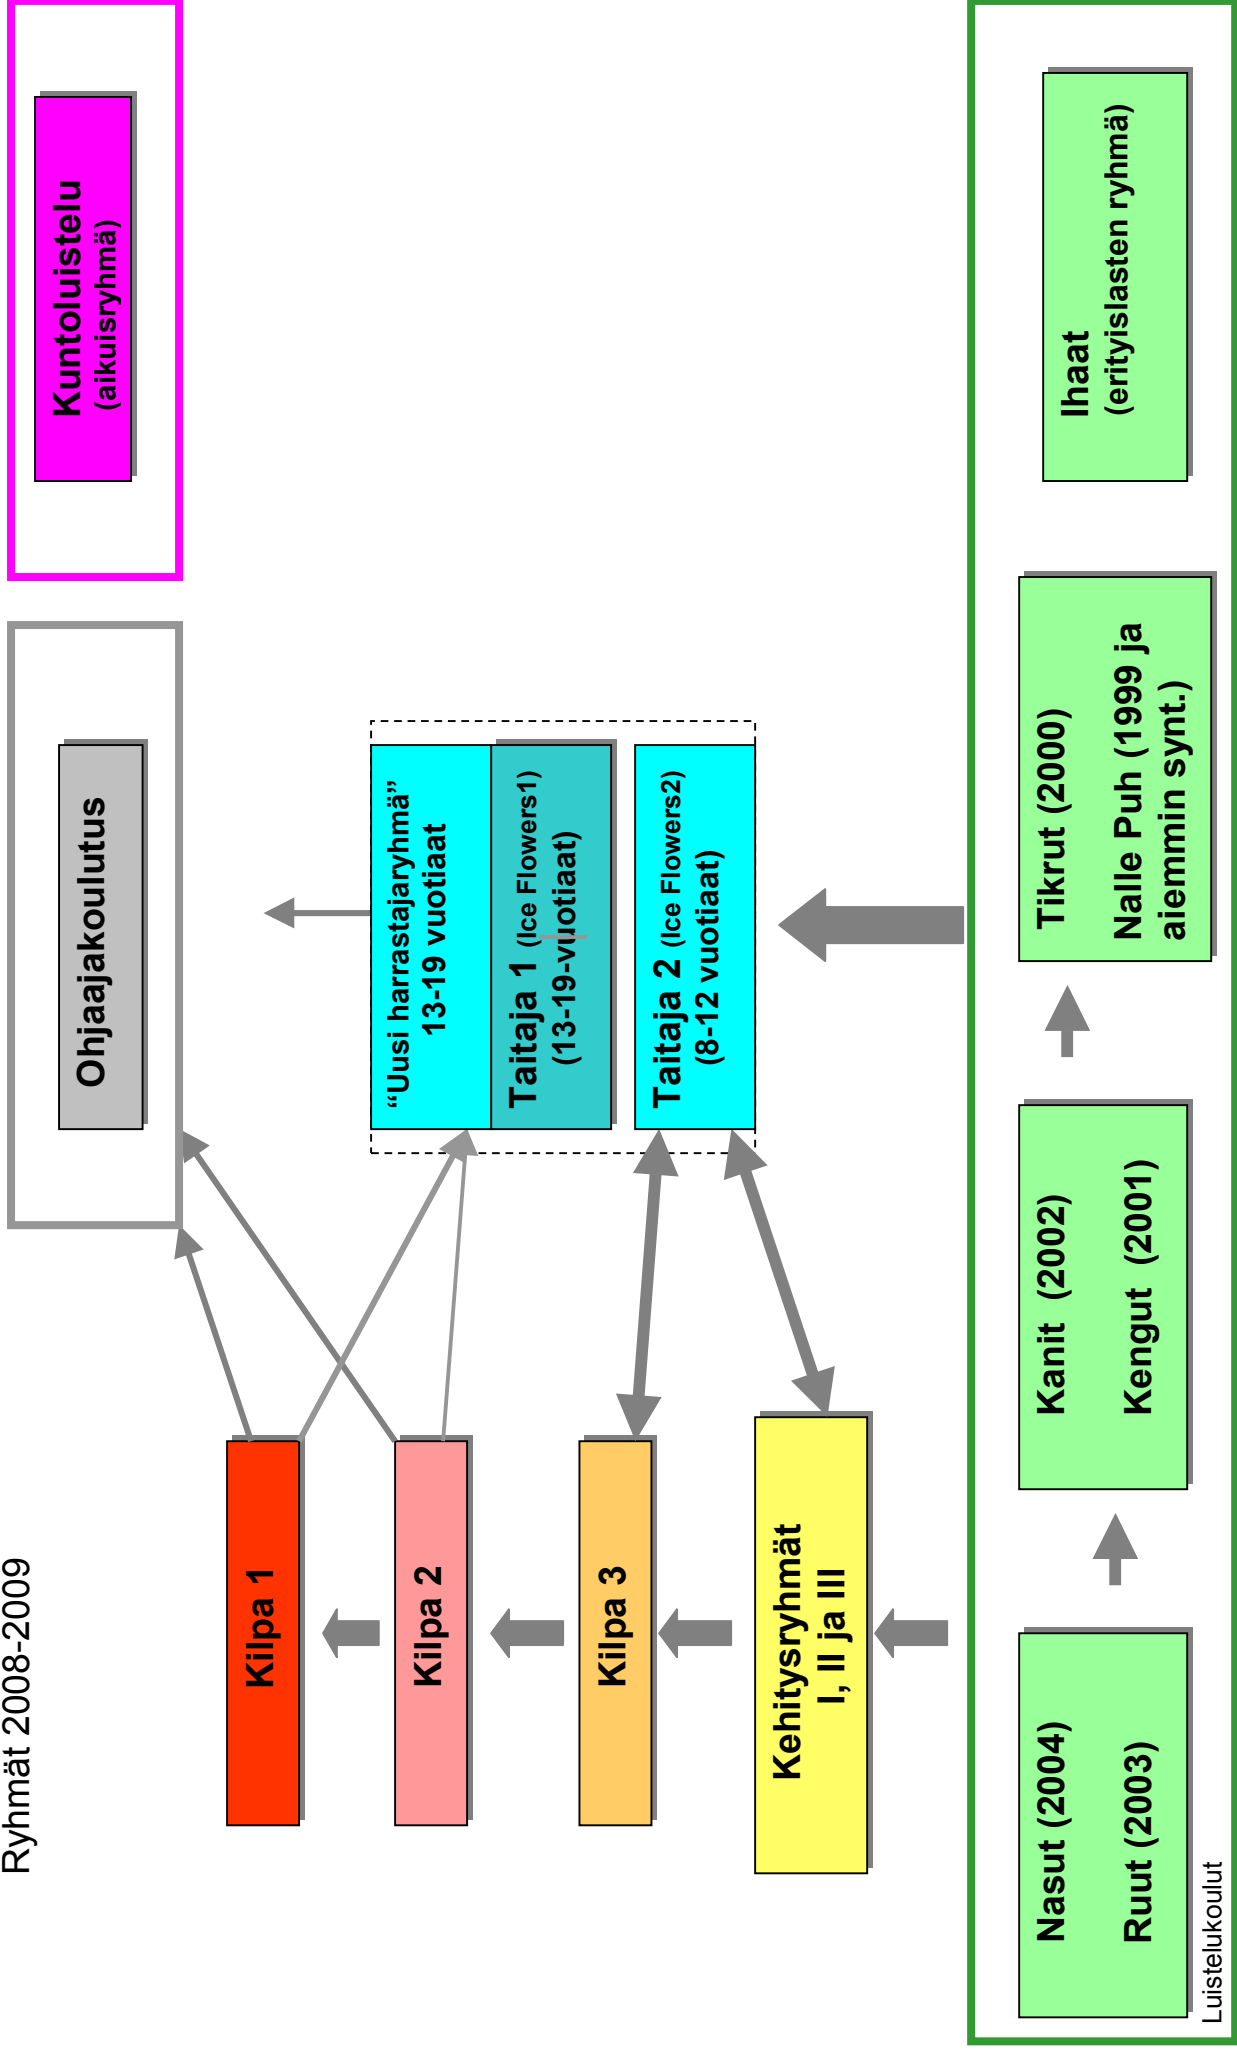 Ryhmät 2008-2009
Kilpa 1
Kilpa 2
Kilpa 3
Kehitysryhmät
I, II ja III
Ohjaajakoulutus
“Uusi harrastajaryhmä”
13-19 vuotiaat
Taitaja 1 (Ice Flowers1)
(13-19-vuotiaat)
Taitaja 2 (Ice Flowers2)
(8-12 vuotiaat)
Kuntoluistelu
(aikuisryhmä)
Nasut (2004)
Ruut (2003)
Kanit (2002)
Kengut (2001)
Tikrut (2000)
Nalle Puh (1999 ja
aiemmin synt.)
Ihaat
(erityislasten ryhmä)
Luistelukoulut